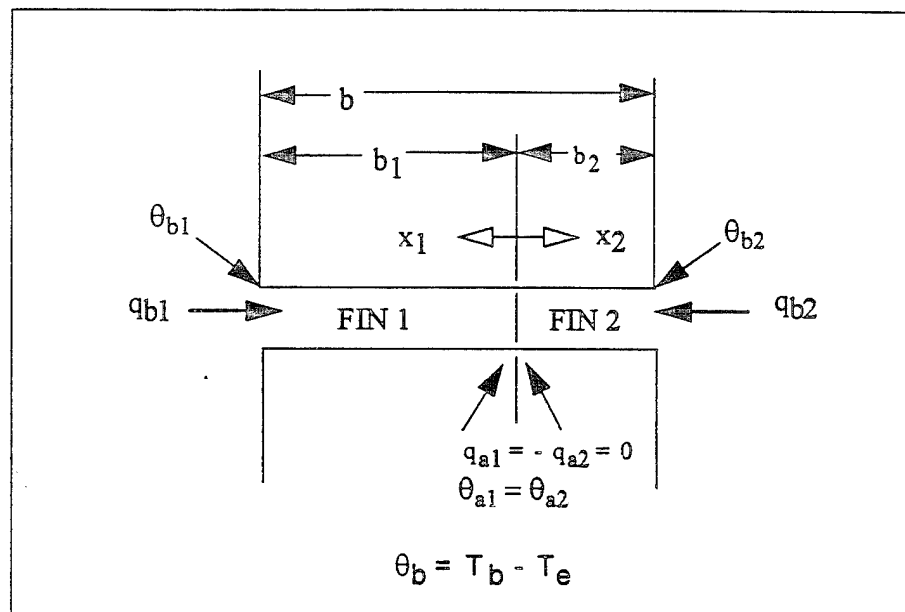 b
b1 b2
θb1 x1 x2 θb2
qb1 FIN 1 FIN 2 qb2
qa1 = - qa2 = 0
θa1 = θa2
θb = Tb - Te